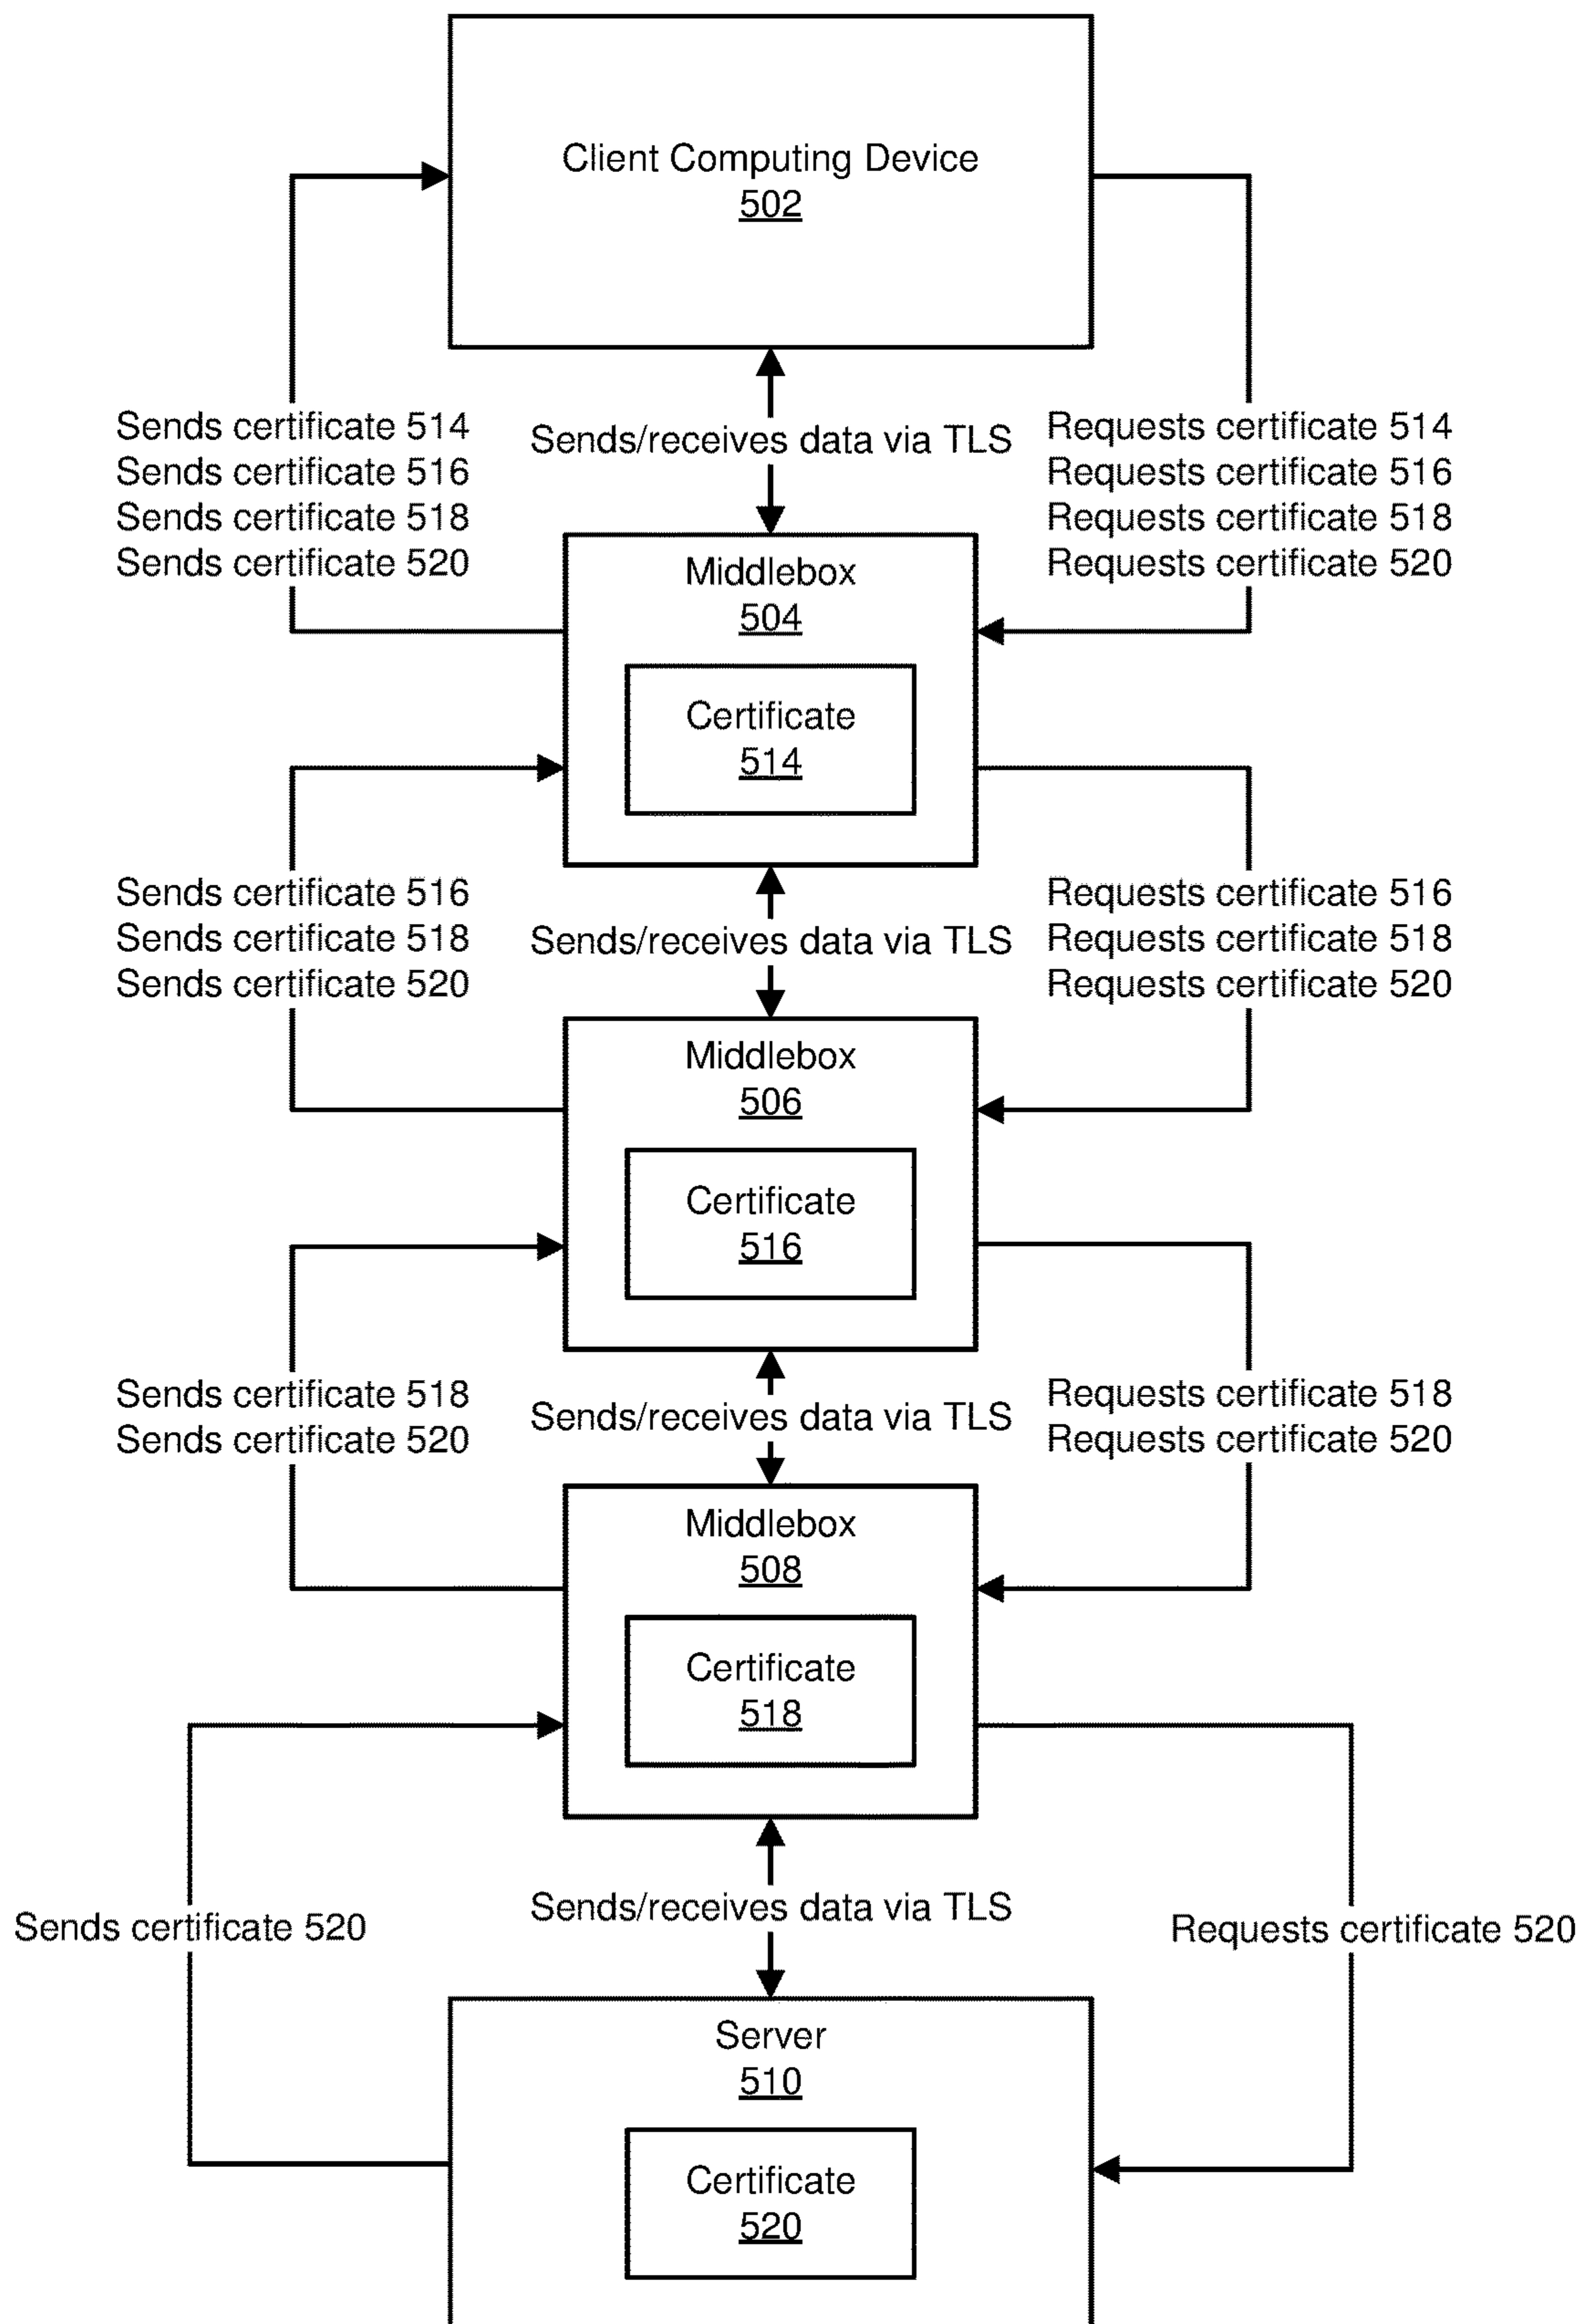 Client Computing Device
502
Sends certificate 514
Sends certificate 516
Sends certificate 518
Sends certificate 520
Sends/receives data via TLS
Requests certificate 514
Requests certificate 516
Requests certificate 518
Requests certificate 520
Middlebox
504
Certificate
514
Sends certificate 516
Sends certificate 518
Sends certificate 520
Sends/receives data via TLS
Requests certificate 516
Requests certificate 518
Requests certificate 520
Middlebox
506
Certificate
516
Sends certificate 518
Sends certificate 520
Sends/receives data via TLS
Requests certificate 518
Requests certificate 520
Middlebox
508
Certificate
518
Sends certificate 520
Sends/receives data via TLS
Requests certificate 520
Server
510
Certificate
520